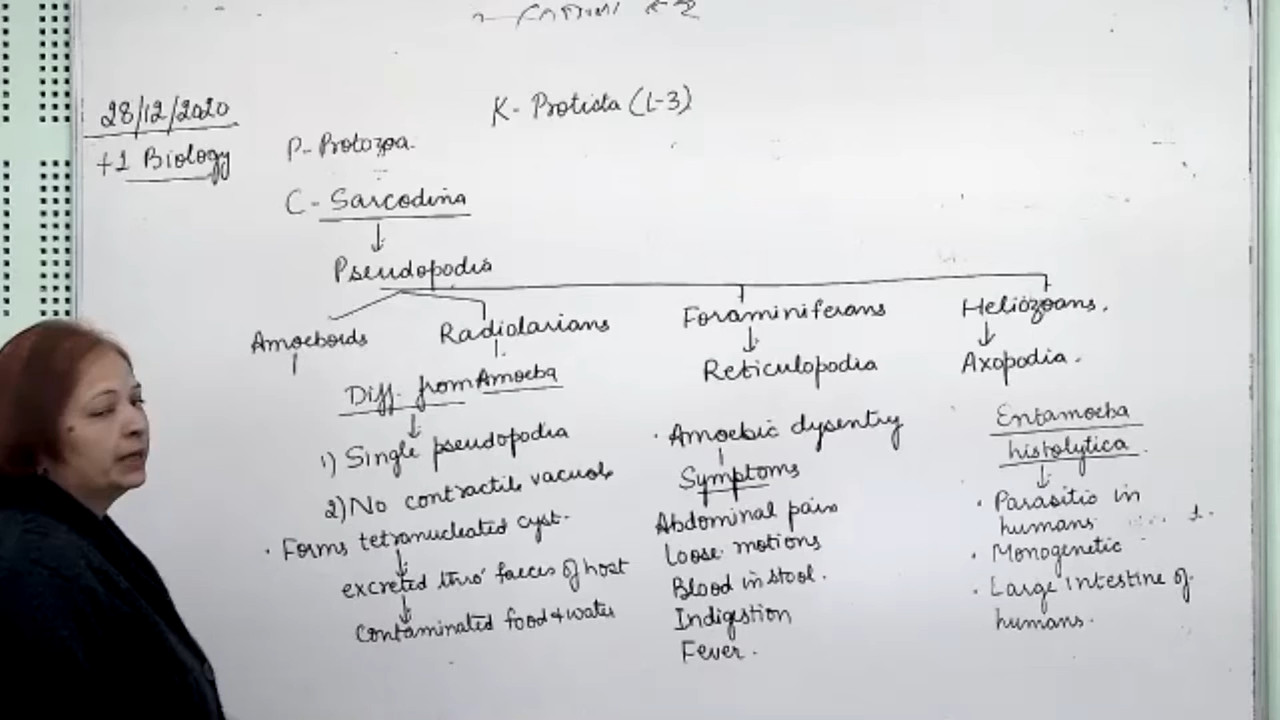 28/12/2020
+1 Biology
K- Protista (L-3)
P- Protozoa.
C- Sarcodina
↓
Pseudopodia
Amoeboids
Radiolarians
Foraminiferans
↓
Reticulopodia
Heliozoans.
↓
Axopodia.
Diff. from Amoeba
↓
1) Single pseudopodia
2) No contractile vacuole
· Forms tetranucleated cyst.
↓
excreted thro' faeces of host
↓
Contaminated food & water
· Amoebic dysentry
Symptoms
Abdominal pain
Loose motions
Blood in stool.
Indigestion
Fever.
Entamoeba
histolytica.
↓
· Parasitic in
humans
· Monogenetic
· Large intestine of
humans.